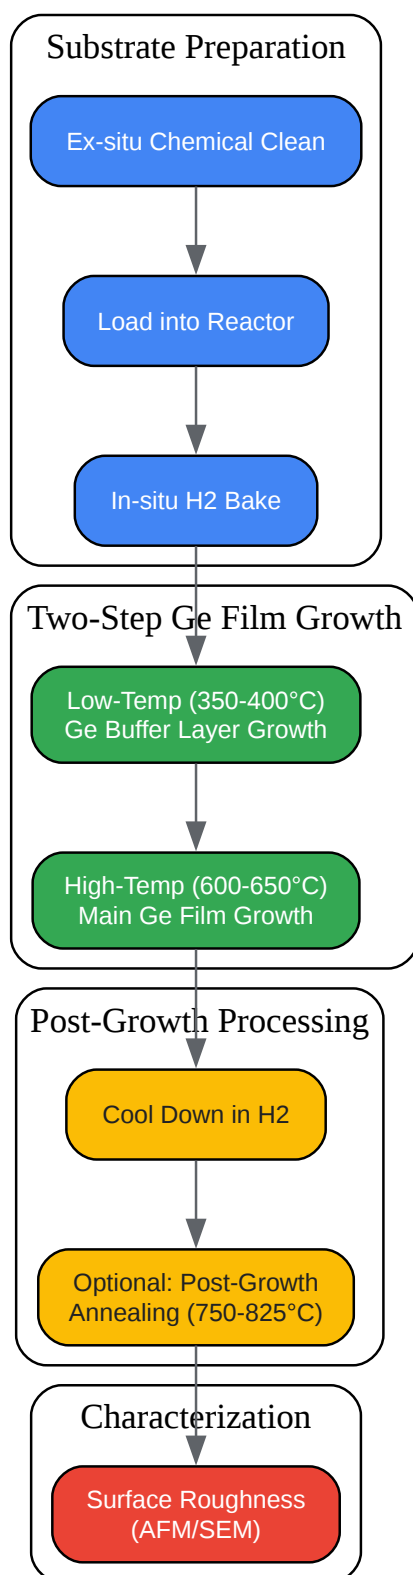 Substrate Preparation
Ex-situ Chemical Clean
Load into Reactor
In-situ H2 Bake
Two-Step Ge Film Growth
Low-Temp (350-400°C)
Ge Buffer Layer Growth
High-Temp (600-650°C)
Main Ge Film Growth
Post-Growth Processing
Cool Down in H2
Optional: Post-Growth
Annealing (750-825°C)
Characterization
Surface Roughness
(AFM/SEM)